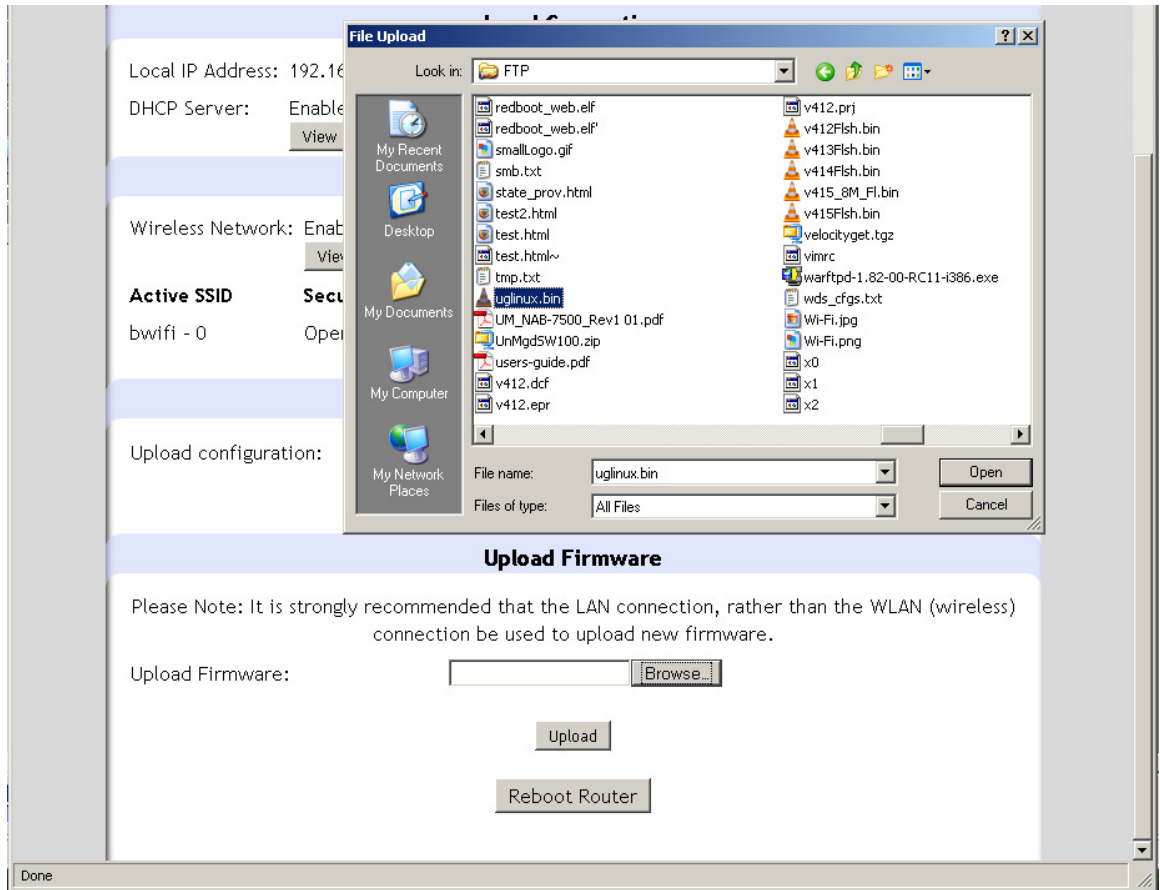 File Upload
Local IP Address: 192.16
Look in: FTP
DHCP Server: Enable
View
My Recent Documents
Desktop
My Documents
My Computer
My Network Places
redboot_web.elf
redboot_web.elf'
smallLogo.gif
smb.txt
state_prov.html
test2.html
test.html
test.html~
tmp.txt
uglinux.bin
UM_NAB-7500_Rev1 01.pdf
UnMgdSW100.zip
users-guide.pdf
v412.dcf
v412.epr
v412.prj
v412Flsh.bin
v413Flsh.bin
v414Flsh.bin
v415_8M_Fl.bin
v415Flsh.bin
velocityget.tgz
vimrc
warftpd-1.82-00-RC11-i386.exe
wds_cfgs.txt
Wi-Fi.jpg
Wi-Fi.png
x0
x1
x2
Wireless Network: Enab
Vie
Active SSID Secu
bwifi - 0 Ope
Upload configuration:
File name: uglinux.bin Open
Files of type: All Files Cancel
Upload Firmware
Please Note: It is strongly recommended that the LAN connection, rather than the WLAN (wireless)
connection be used to upload new firmware.
Upload Firmware: Browse...
Upload
Reboot Router
Done